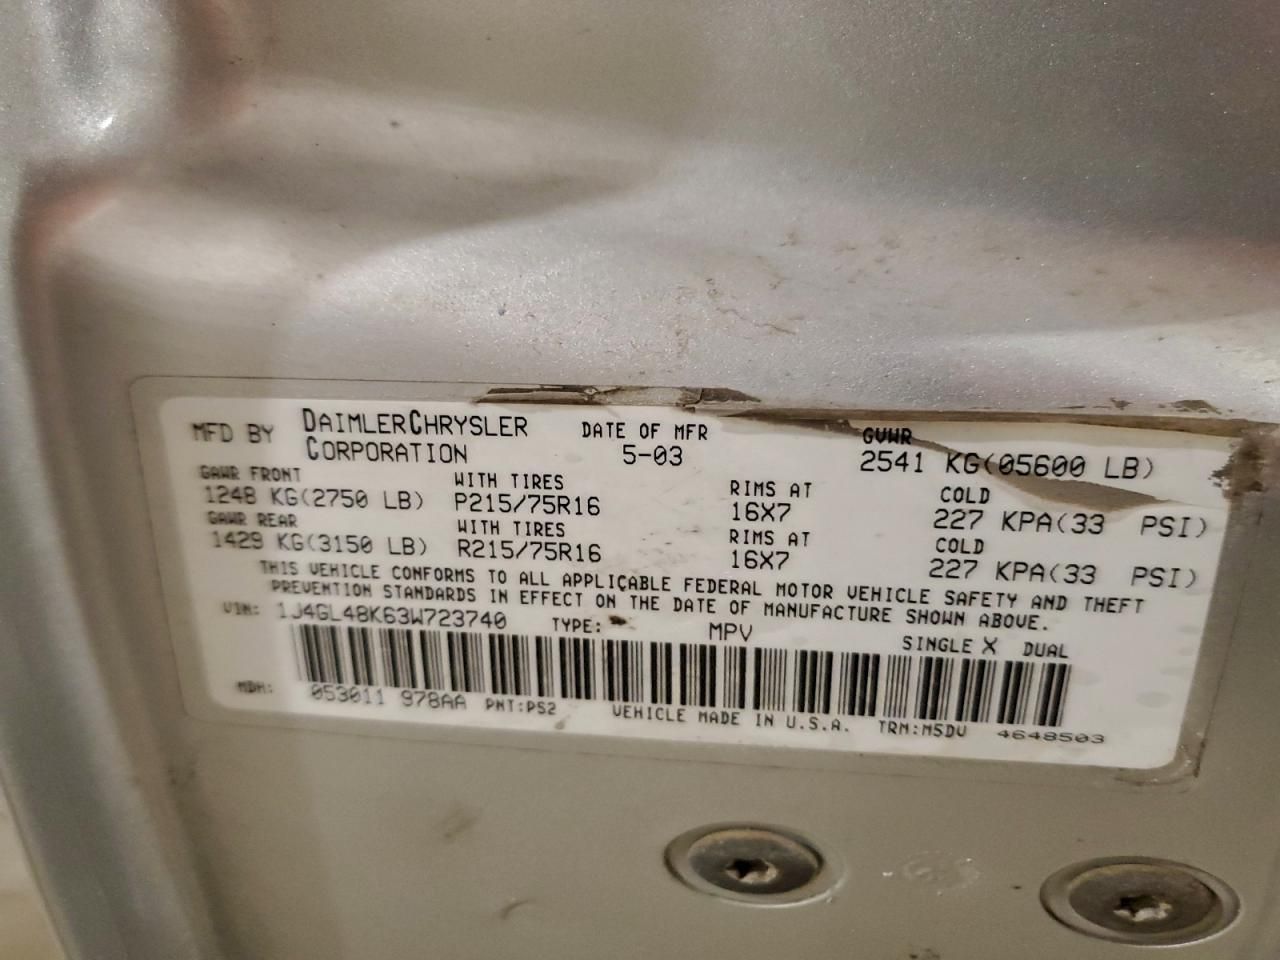 MFD BY DAIMLERCHRYSLER CORPORATION DATE OF MFR 5-03 GVWR 2541 KG(05600 LB)
GAWR FRONT WITH TIRES RIMS AT COLD
1248 KG(2750 LB) P215/75R16 16X7 227 KPA(33 PSI)
GAWR REAR WITH TIRES RIMS AT COLD
1429 KG(3150 LB) R215/75R16 16X7 227 KPA(33 PSI)
THIS VEHICLE CONFORMS TO ALL APPLICABLE FEDERAL MOTOR VEHICLE SAFETY AND THEFT
PREVENTION STANDARDS IN EFFECT ON THE DATE OF MANUFACTURE SHOWN ABOVE.
VIN: 1J4GL48K63W723740 TYPE: MPV SINGLE X DUAL
MDH: 053011 978AA PNT:PS2 VEHICLE MADE IN U.S.A. TRM:M5DV 4648503